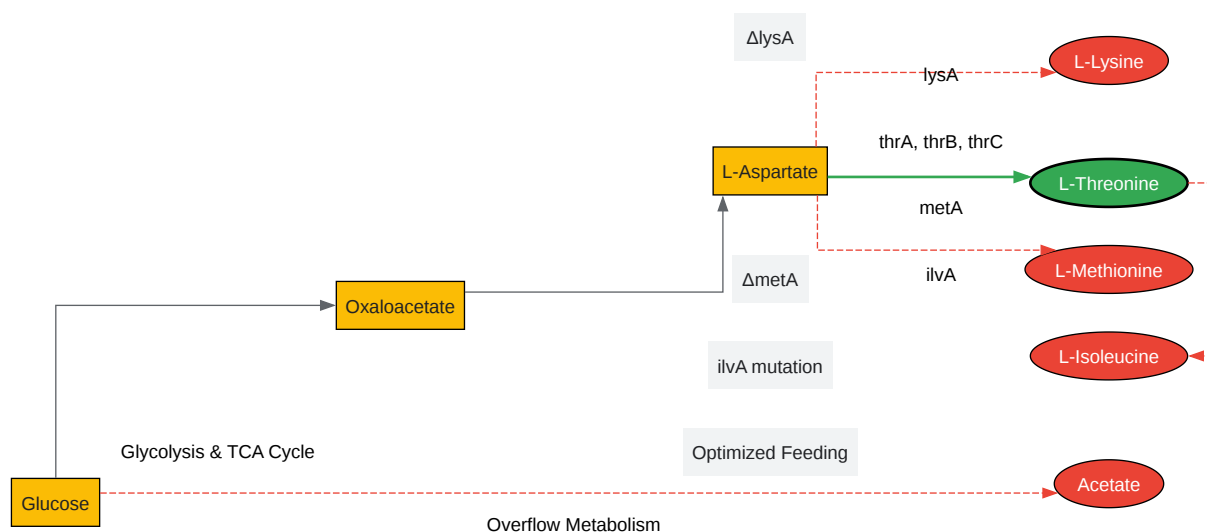 ΔlysA
L-Lysine
lysA
thrA, thrB, thrC
L-Aspartate
L-Threonine
metA
L-Methionine
ΔmetA
ilvA
Oxaloacetate
L-Isoleucine
ilvA mutation
Glycolysis & TCA Cycle
Optimized Feeding
Glucose
Acetate
Overflow Metabolism